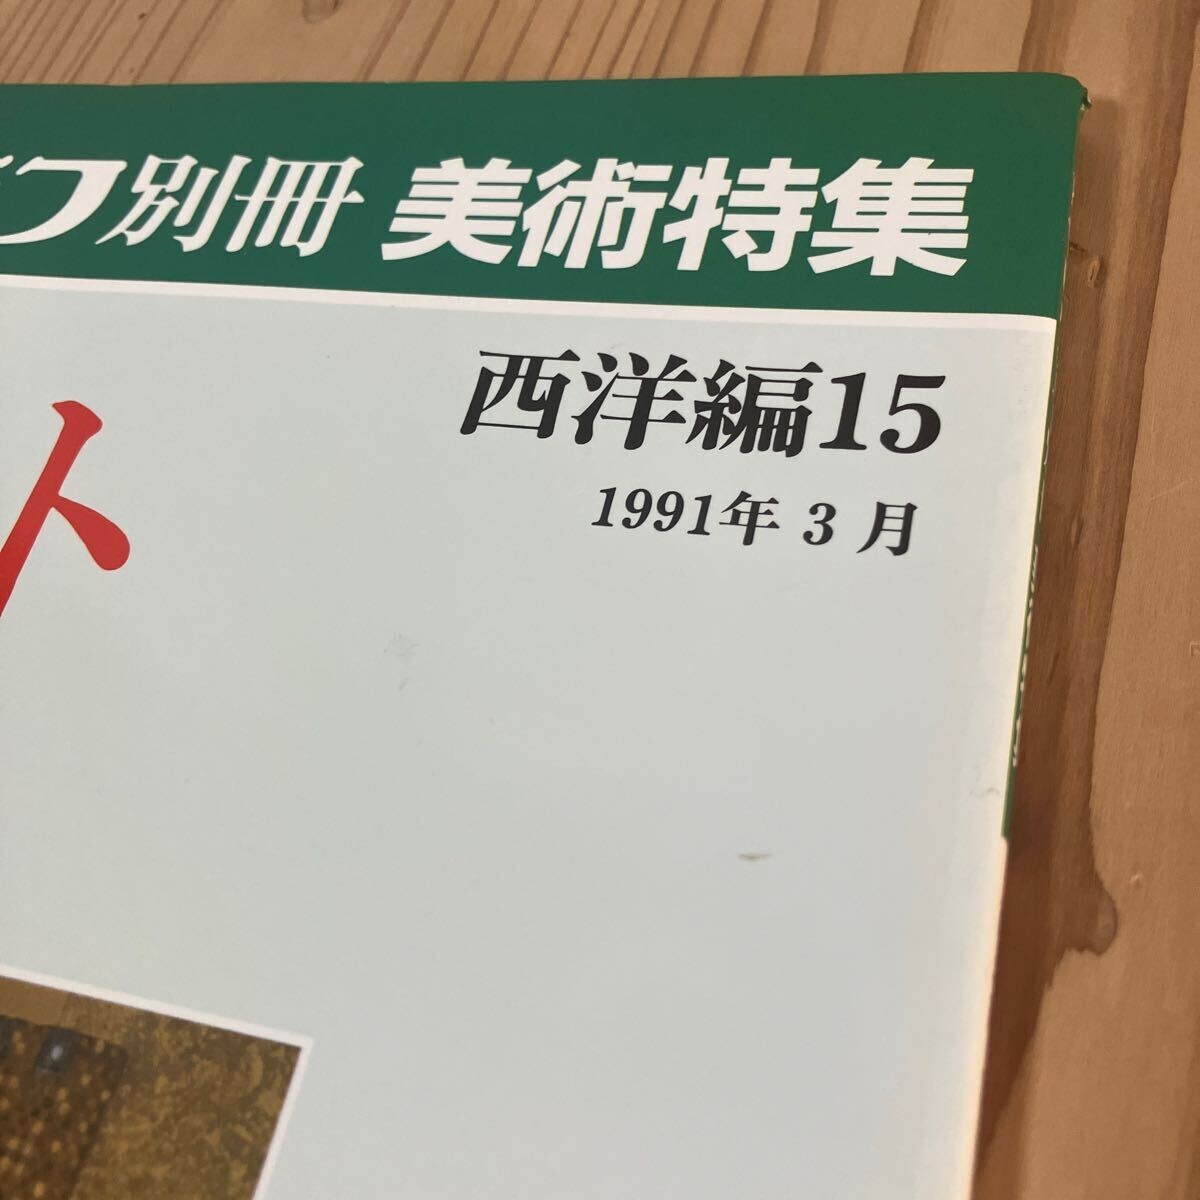 フ別冊 美術特集
西洋編15
1991年 3 月
ト